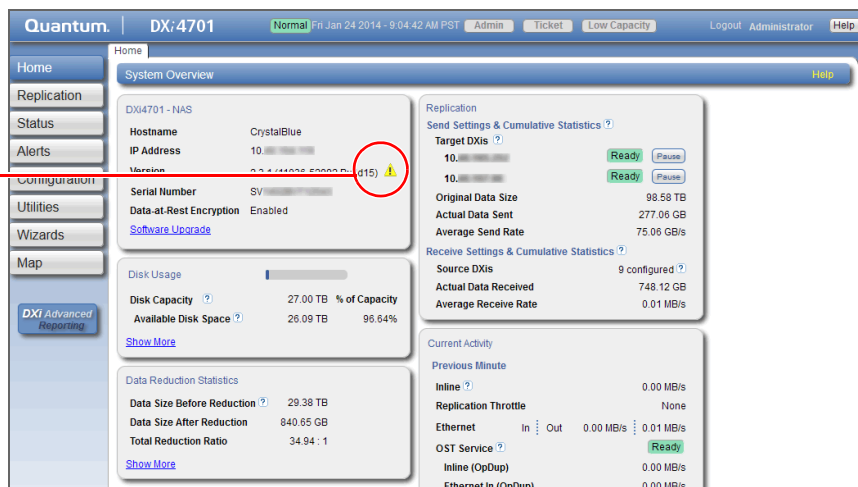 Quantum. DXi4701 Normal Fri Jan 24 2014 - 9:04:42 AM PST Admin Ticket Low Capacity Logout Administrator Help
Home
Home
Replication
Status
Alerts
Configuration
Utilities
Wizards
Map
DXi Advanced Reporting
System Overview Help
DXi4701 - NAS
Hostname CrystalBlue
IP Address 10.
Version d15)
Serial Number SV
Data-at-Rest Encryption Enabled
Software Upgrade
Disk Usage
Disk Capacity ? 27.00 TB % of Capacity
Available Disk Space ? 26.09 TB 96.64%
Show More
Data Reduction Statistics
Data Size Before Reduction ? 29.38 TB
Data Size After Reduction 840.65 GB
Total Reduction Ratio 34.94 : 1
Show More
Replication
Send Settings & Cumulative Statistics ?
Target DXis ?
10. Ready Pause
10. Ready Pause
Original Data Size 98.58 TB
Actual Data Sent 277.06 GB
Average Send Rate 75.06 GB/s
Receive Settings & Cumulative Statistics ?
Source DXis 9 configured ?
Actual Data Received 748.12 GB
Average Receive Rate 0.01 MB/s
Current Activity
Previous Minute
Inline ? 0.00 MB/s
Replication Throttle None
Ethernet In Out 0.00 MB/s 0.01 MB/s
OST Service ? Ready
Inline (OpDup) 0.00 MB/s
Ethernet In (OpDup) 0.00 MB/s